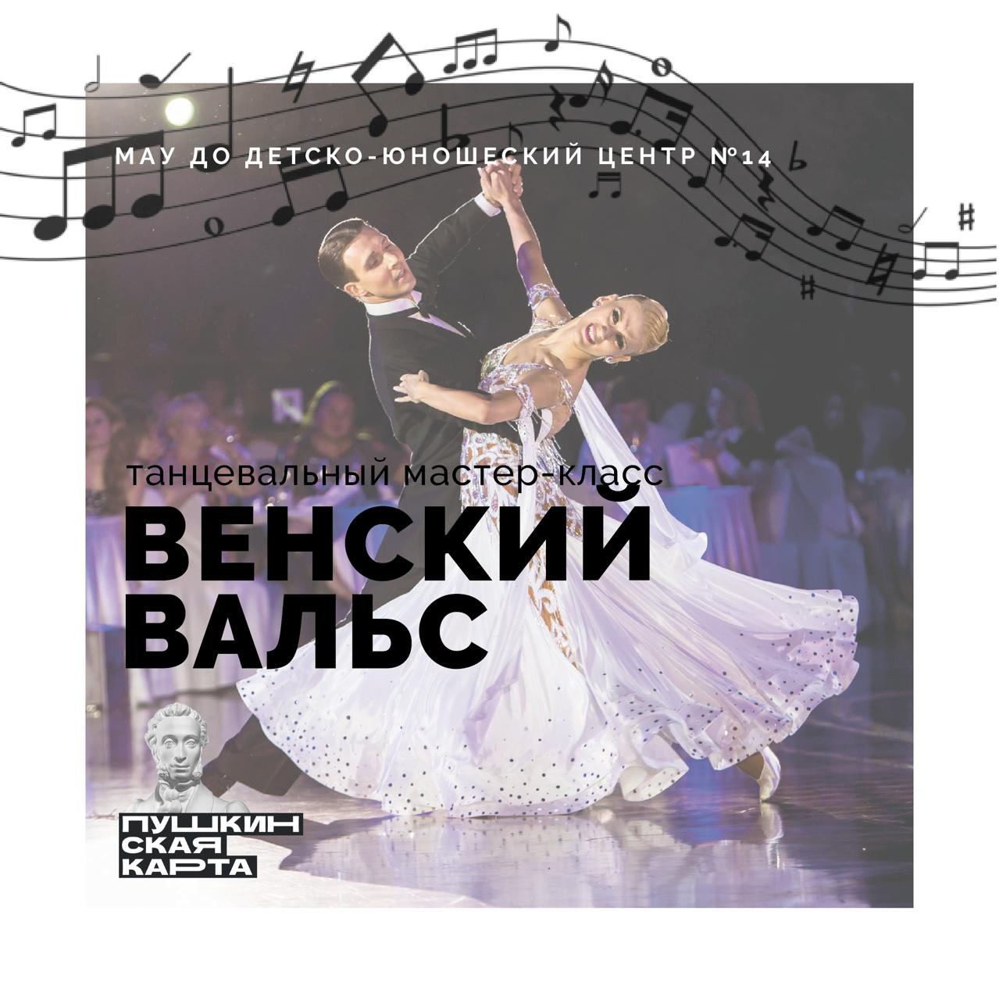 МАУ ДО ДЕТСКО-ЮНОШЕСКИЙ ЦЕНТР №14
танцевальный мастер-класс
ВЕНСКИЙ
ВАЛЬС
ПУШКИН
СКАЯ
КАРТА